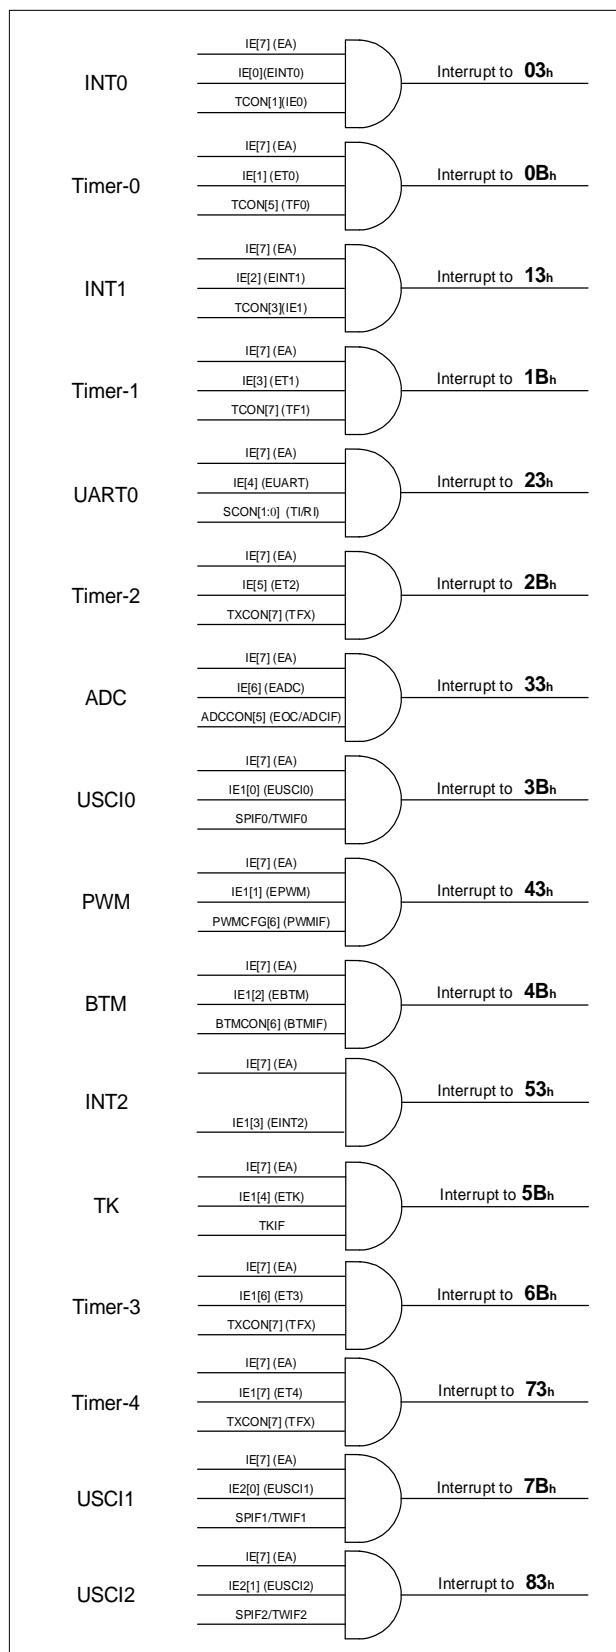 IE[7] (EA)
INT0 IE[0](EINT0) Interrupt to 03h
TCON[1](IE0)
IE[7] (EA)
Timer-0 IE[1] (ET0) Interrupt to 0Bh
TCON[5] (TF0)
IE[7] (EA)
INT1 IE[2] (EINT1) Interrupt to 13h
TCON[3](IE1)
IE[7] (EA)
Timer-1 IE[3] (ET1) Interrupt to 1Bh
TCON[7] (TF1)
IE[7] (EA)
UART0 IE[4] (EUART) Interrupt to 23h
SCON[1:0] (TI/RI)
IE[7] (EA)
Timer-2 IE[5] (ET2) Interrupt to 2Bh
TXCON[7] (TFX)
IE[7] (EA)
ADC IE[6] (EADC) Interrupt to 33h
ADCCON[5] (EOC/ADCIF)
IE[7] (EA)
USCI0 IE1[0] (EUSCI0) Interrupt to 3Bh
SPIF0/TWIF0
IE[7] (EA)
PWM IE1[1] (EPWM) Interrupt to 43h
PWMCFG[6] (PWMIF)
IE[7] (EA)
BTM IE1[2] (EBTM) Interrupt to 4Bh
BTMCON[6] (BTMIF)
IE[7] (EA)
INT2 Interrupt to 53h
IE1[3] (EINT2)
IE[7] (EA)
TK IE1[4] (ETK) Interrupt to 5Bh
TKIF
IE[7] (EA)
Timer-3 IE1[6] (ET3) Interrupt to 6Bh
TXCON[7] (TFX)
IE[7] (EA)
Timer-4 IE1[7] (ET4) Interrupt to 73h
TXCON[7] (TFX)
IE[7] (EA)
USCI1 IE2[0] (EUSCI1) Interrupt to 7Bh
SPIF1/TWIF1
IE[7] (EA)
USCI2 IE2[1] (EUSCI2) Interrupt to 83h
SPIF2/TWIF2